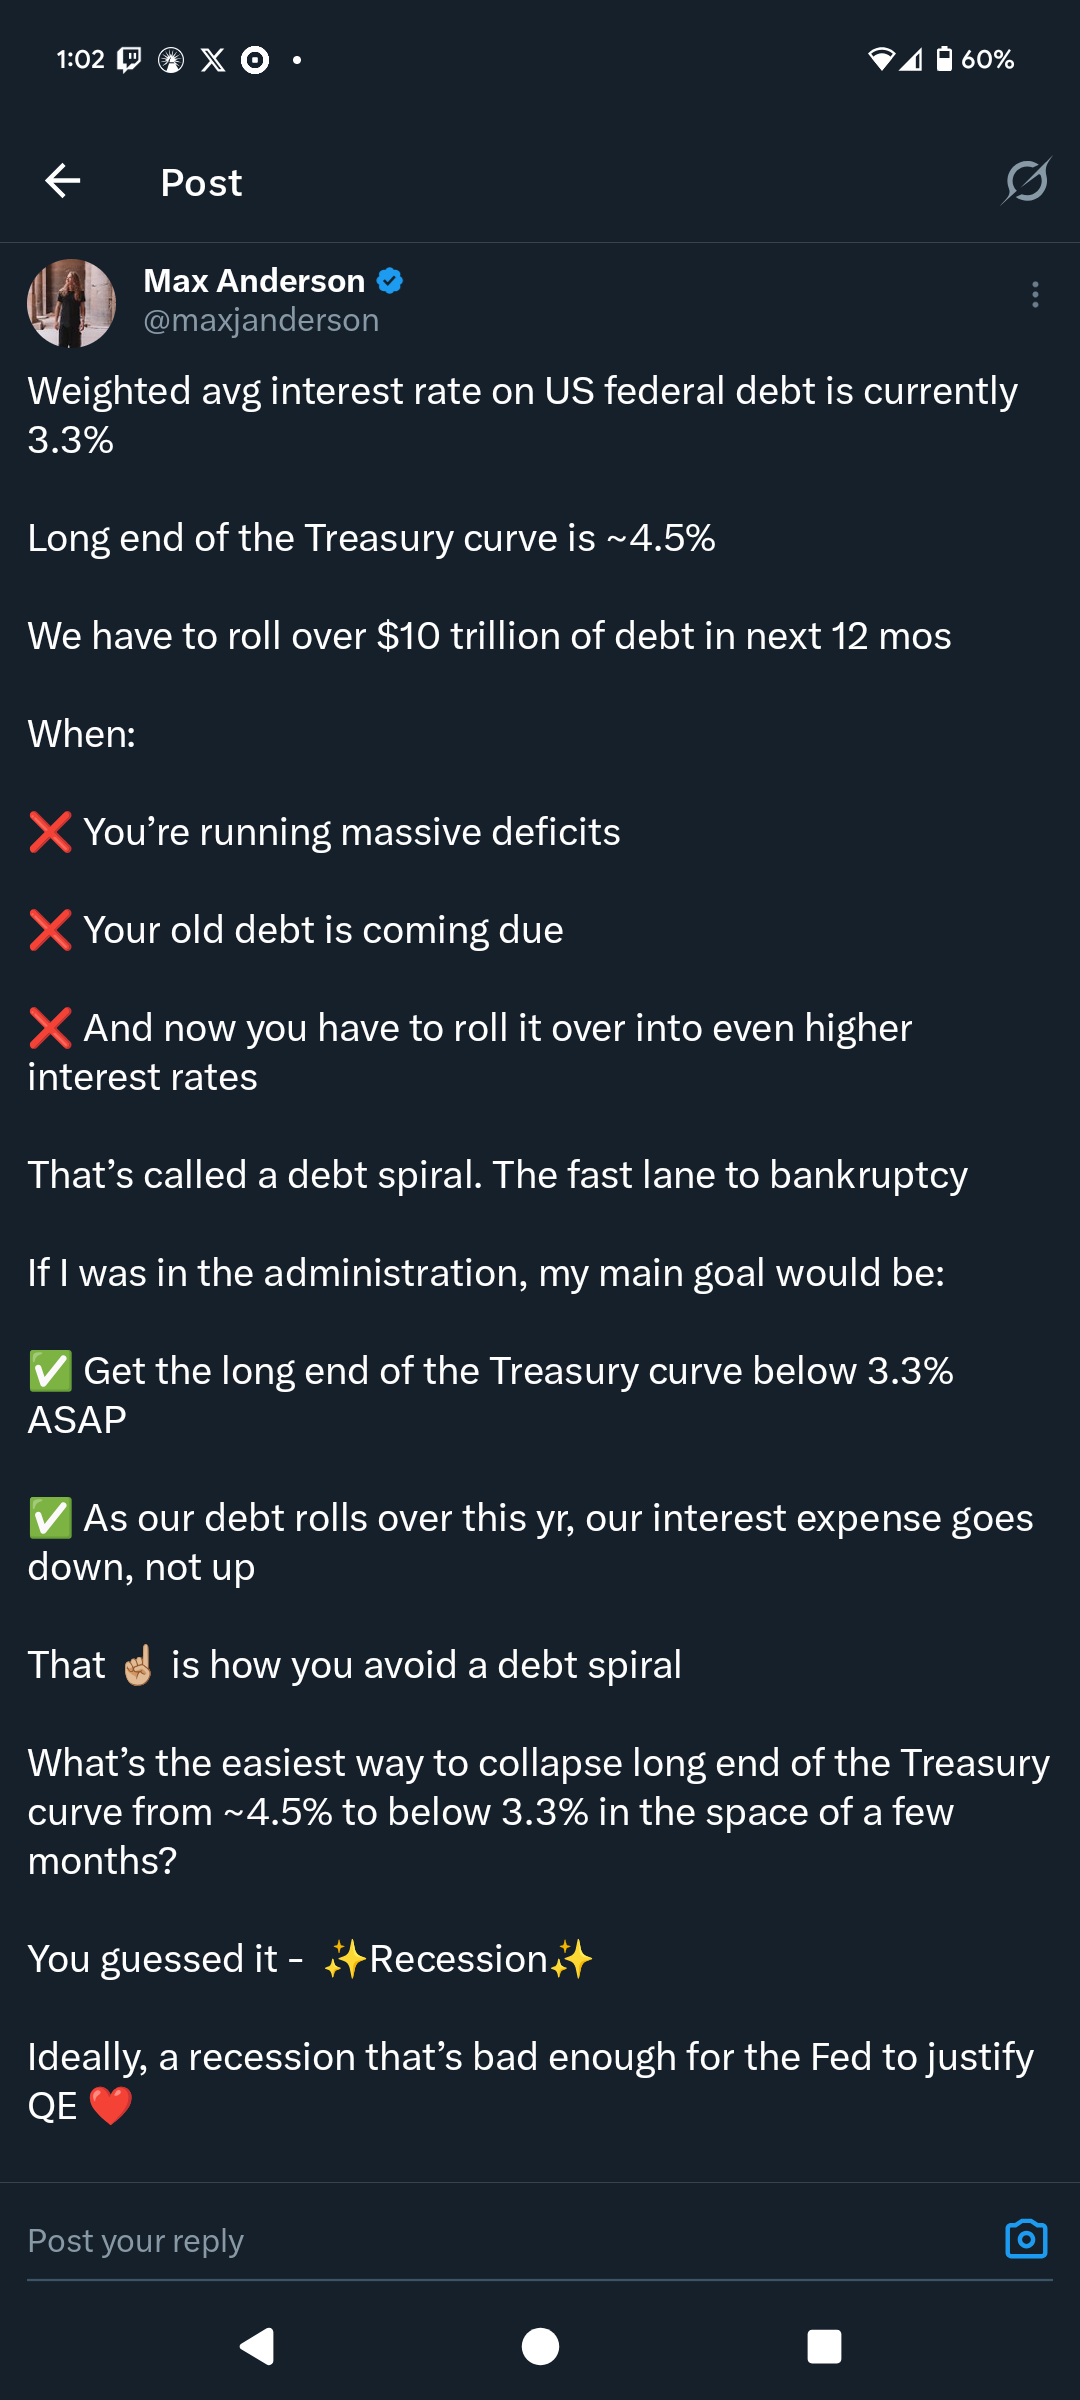 1:02
60%
Post
Max Anderson
@maxjanderson
Weighted avg interest rate on US federal debt is currently
3.3%
Long end of the Treasury curve is ~4.5%
We have to roll over $10 trillion of debt in next 12 mos
When:
❌ You’re running massive deficits
❌ Your old debt is coming due
❌ And now you have to roll it over into even higher
interest rates
That’s called a debt spiral. The fast lane to bankruptcy
If I was in the administration, my main goal would be:
✅ Get the long end of the Treasury curve below 3.3%
ASAP
✅ As our debt rolls over this yr, our interest expense goes
down, not up
That ☝🏼 is how you avoid a debt spiral
What’s the easiest way to collapse long end of the Treasury
curve from ~4.5% to below 3.3% in the space of a few
months?
You guessed it - ✨Recession✨
Ideally, a recession that’s bad enough for the Fed to justify
QE ❤️
Post your reply